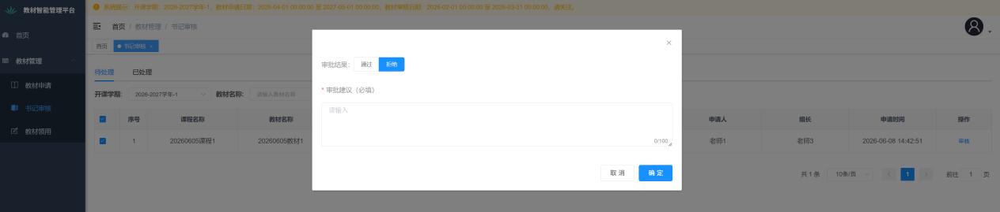 教材智能管理平台
系统提示：开课学期：2026-2027学年-1，教材申请日期：2026-04-01 00:00:00 至 2027-05-01 00:00:00，教材审核日期：2026-02-01 00:00:00 至 2026-03-31 00:00:00，请关注。
首页
教材管理
教材申请
书记审核
教材领用
首页 / 教材管理 / 书记审核
首页 书记审核 ×
待处理 已处理
开课学期: 2026-2027学年-1 教材名称: 请输入教材名称
序号 课程名称 教材名称 申请人 组长 申请时间 操作
1 20260605课程1 20260605教材1 老师1 老师3 2026-06-08 14:42:51 审核
共 1 条 10条/页 < 1 > 前往 1 页
×
审批结果: 通过 拒绝
* 审批建议（必填）
请输入
0/100
取 消 确 定